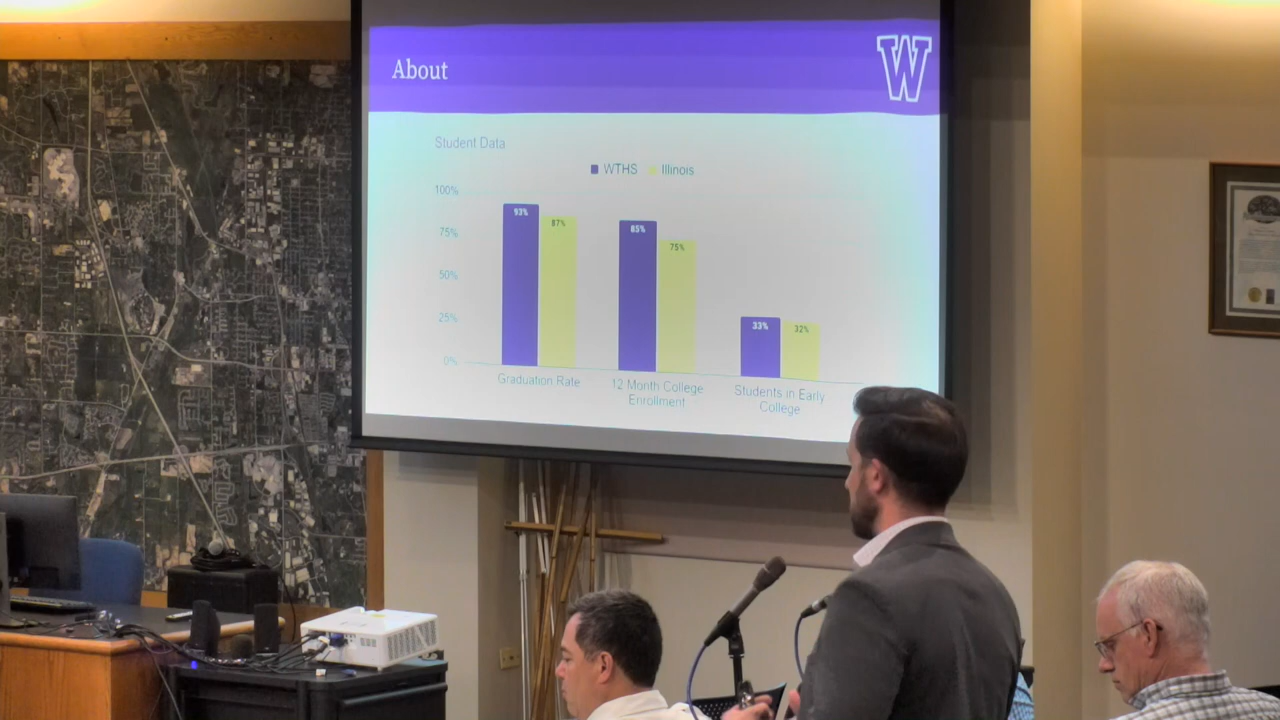 About
W
Student Data
WTHS Illinois
100%
75%
50%
25%
0%
93%
87%
85%
75%
33%
32%
Graduation Rate
12 Month College
Enrollment
Students in Early
College